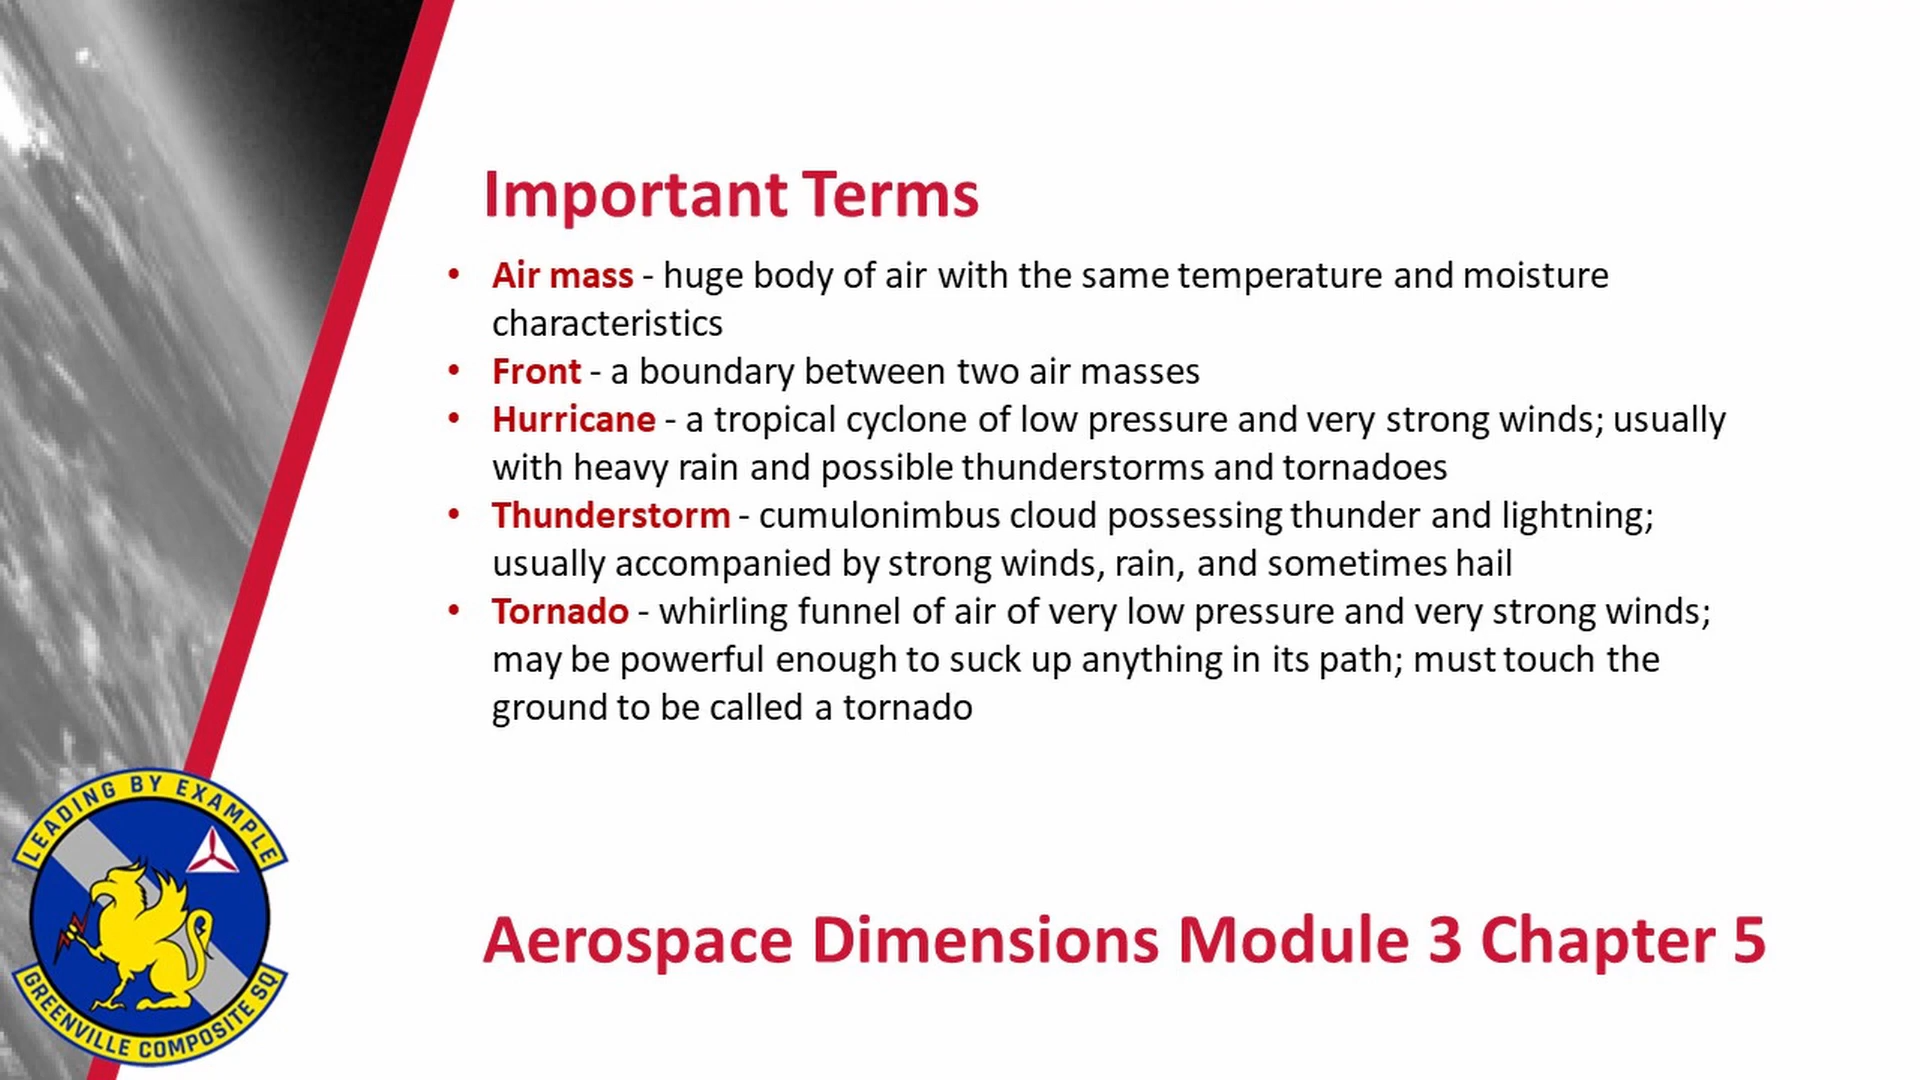 Important Terms
• Air mass - huge body of air with the same temperature and moisture
characteristics
• Front - a boundary between two air masses
• Hurricane - a tropical cyclone of low pressure and very strong winds; usually
with heavy rain and possible thunderstorms and tornadoes
• Thunderstorm - cumulonimbus cloud possessing thunder and lightning;
usually accompanied by strong winds, rain, and sometimes hail
• Tornado - whirling funnel of air of very low pressure and very strong winds;
may be powerful enough to suck up anything in its path; must touch the
ground to be called a tornado
LEADING BY EXAMPLE
GREENVILLE COMPOSITE SQ
Aerospace Dimensions Module 3 Chapter 5